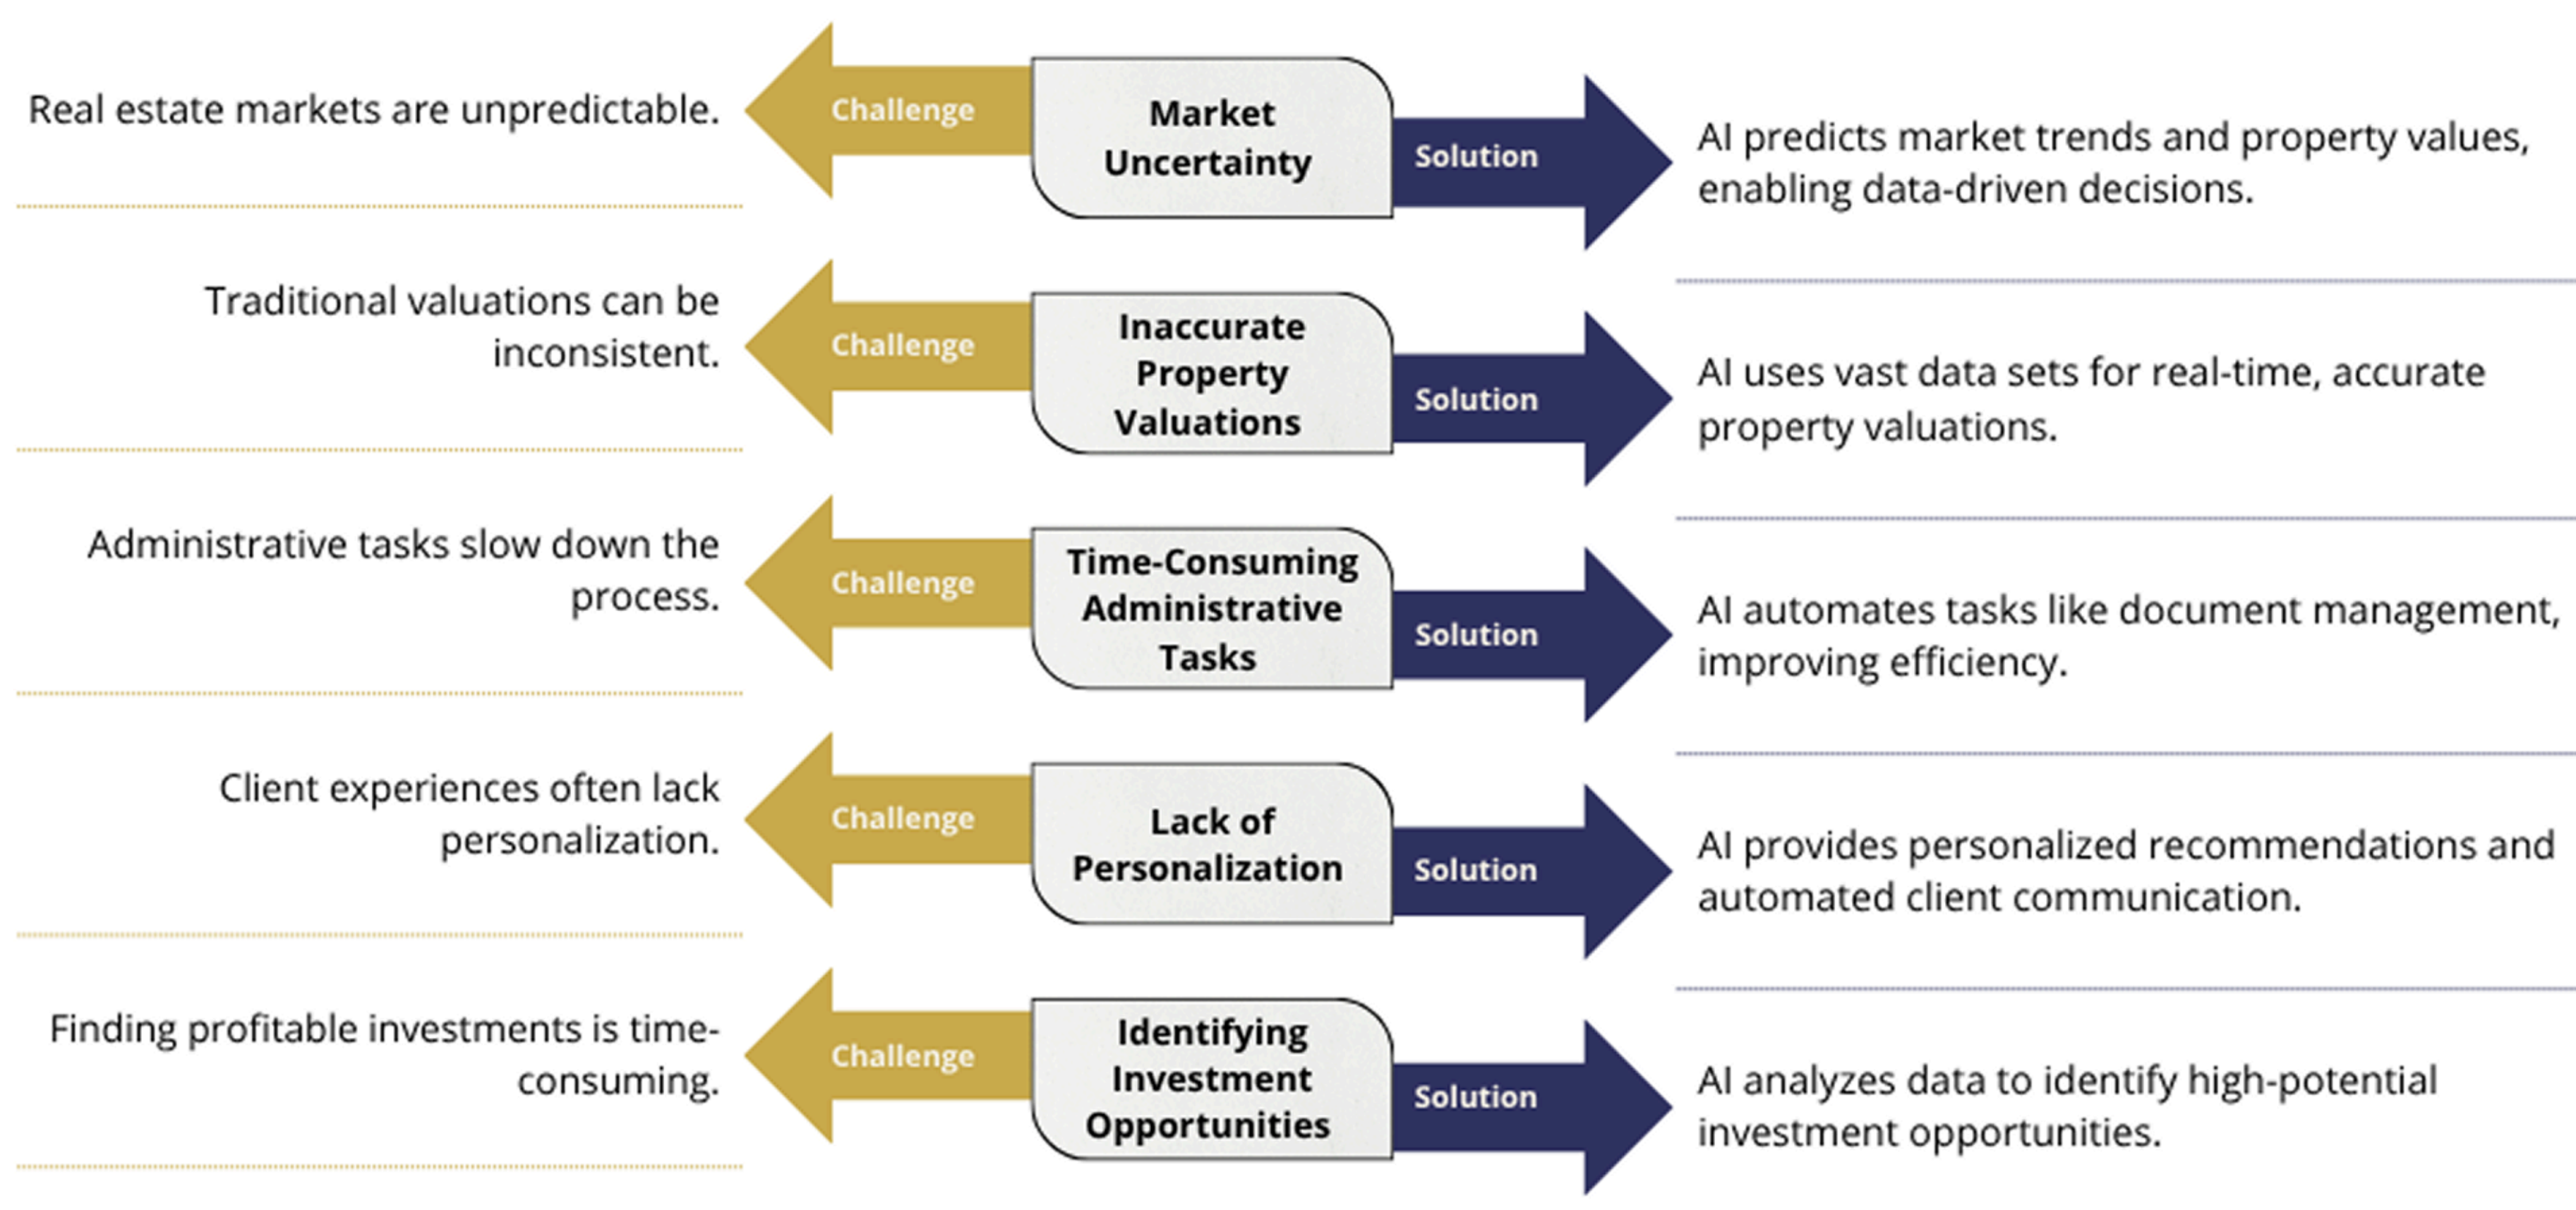 Real estate markets are unpredictable.
Challenge
Market
Uncertainty
Solution
AI predicts market trends and property values,
enabling data-driven decisions.
Traditional valuations can be
inconsistent.
Challenge
Inaccurate
Property
Valuations
Solution
AI uses vast data sets for real-time, accurate
property valuations.
Administrative tasks slow down the
process.
Challenge
Time-Consuming
Administrative
Tasks
Solution
AI automates tasks like document management,
improving efficiency.
Client experiences often lack
personalization.
Challenge
Lack of
Personalization
Solution
AI provides personalized recommendations and
automated client communication.
Finding profitable investments is time-
consuming.
Challenge
Identifying
Investment
Opportunities
Solution
AI analyzes data to identify high-potential
investment opportunities.